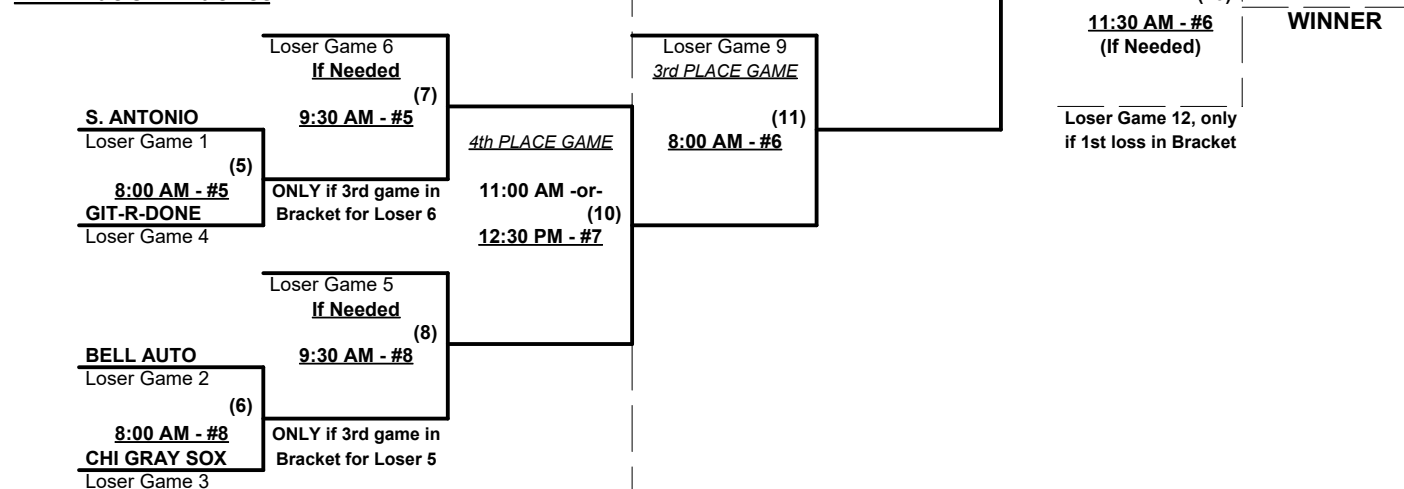 11:30 AM - #6
WINNER
(If Needed)
Loser Game 6
If Needed
(7)
9:30 AM - #5
S. ANTONIO
Loser Game 1
(5)
8:00 AM - #5
GIT-R-DONE
Loser Game 4
ONLY if 3rd game in
Bracket for Loser 6
4th PLACE GAME
11:00 AM -or-
(10)
12:30 PM - #7
Loser Game 9
3rd PLACE GAME
(11)
8:00 AM - #6
Loser Game 12, only
if 1st loss in Bracket
Loser Game 5
If Needed
(8)
9:30 AM - #8
BELL AUTO
Loser Game 2
(6)
8:00 AM - #8
CHI GRAY SOX
Loser Game 3
ONLY if 3rd game in
Bracket for Loser 5